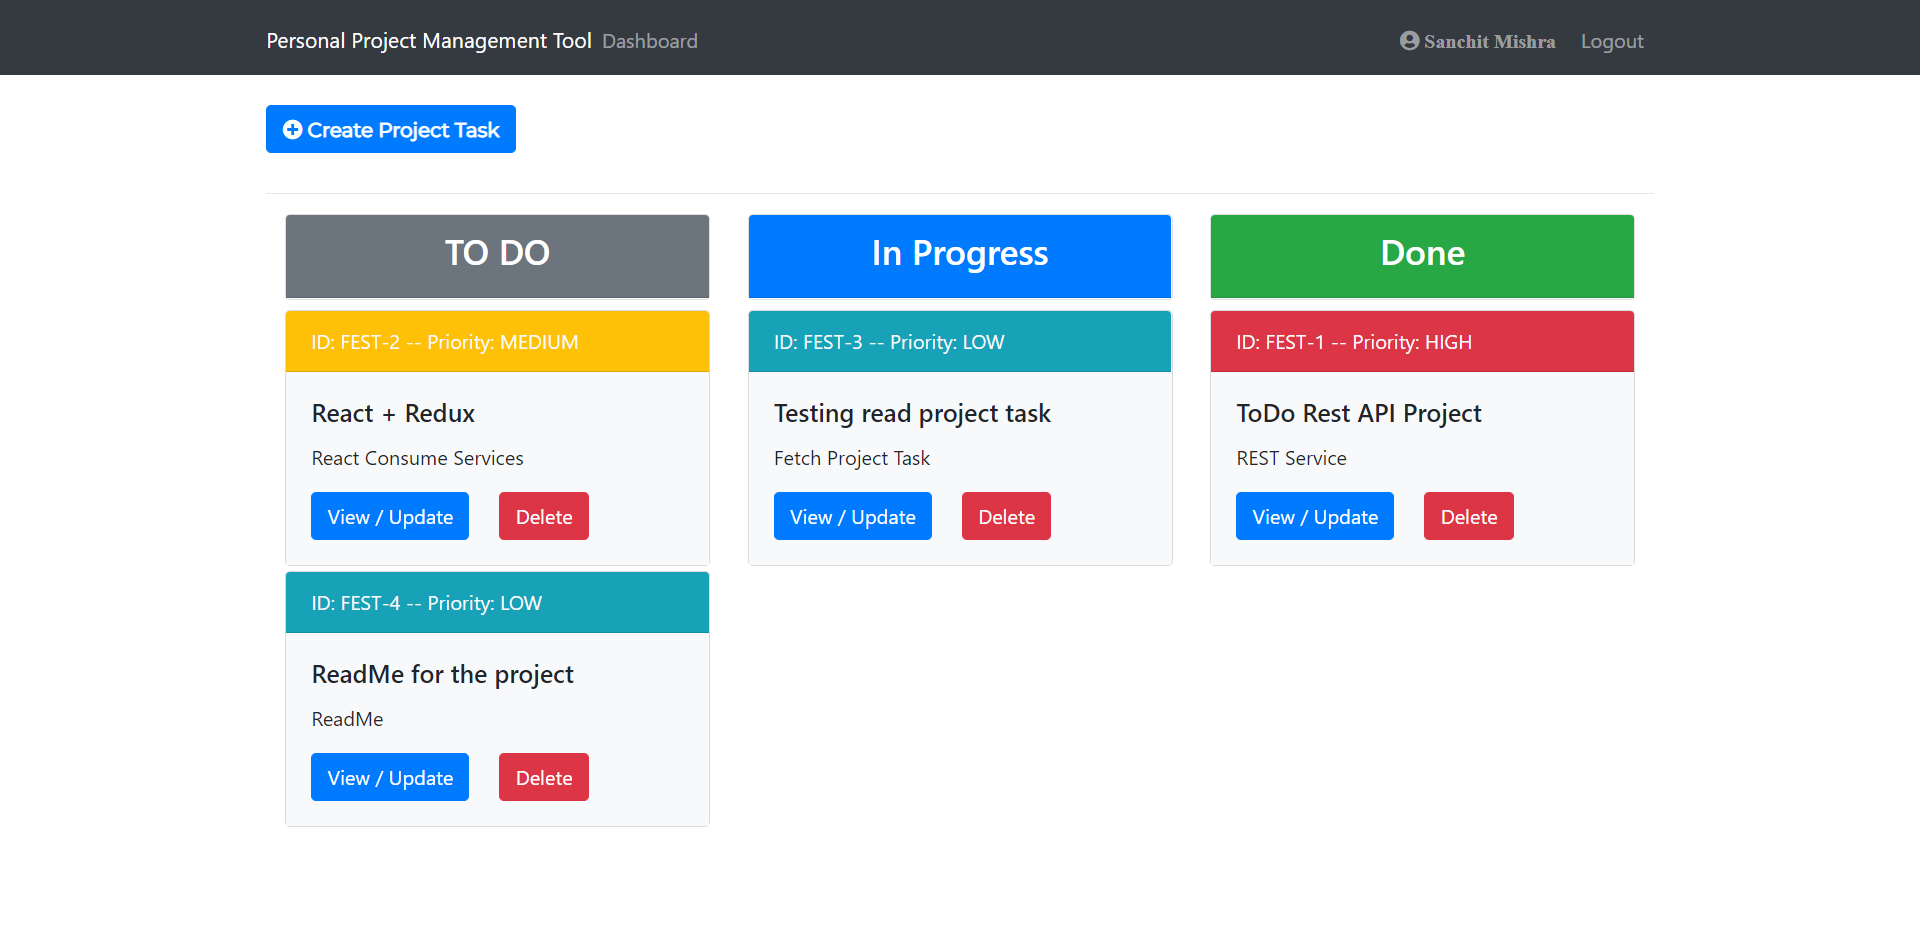 Personal Project Management Tool Dashboard Sanchit Mishra Logout
Create Project Task
TO DO
ID: FEST-2 -- Priority: MEDIUM
React + Redux
React Consume Services
View / Update Delete
ID: FEST-4 -- Priority: LOW
ReadMe for the project
ReadMe
View / Update Delete
In Progress
ID: FEST-3 -- Priority: LOW
Testing read project task
Fetch Project Task
View / Update Delete
Done
ID: FEST-1 -- Priority: HIGH
ToDo Rest API Project
REST Service
View / Update Delete